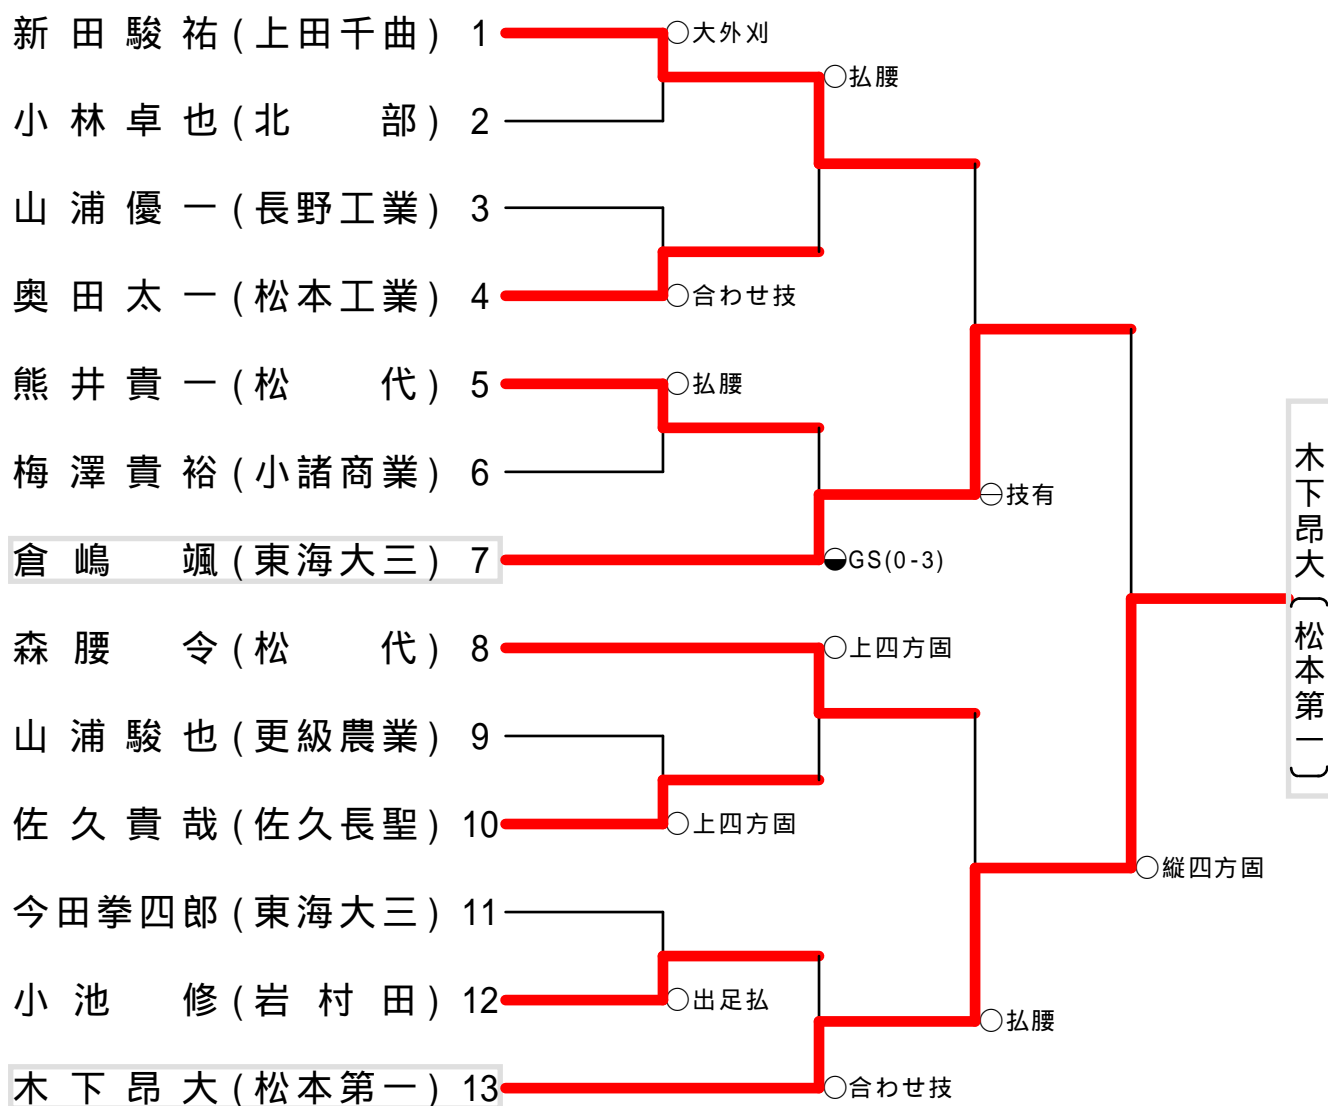 新田駿祐(上田千曲) 1
○大外刈
○払腰
小林卓也(北 部) 2
山浦優一(長野工業) 3
奥田太一(松本工業) 4
○合わせ技
熊井貴一(松 代) 5
○払腰
梅澤貴裕(小諸商業) 6
⊖技有
倉嶋 颯(東海大三) 7
GS(0-3)
森腰 令(松 代) 8
○上四方固
山浦駿也(更級農業) 9
佐久貴哉(佐久長聖) 10
○上四方固
○縦四方固
今田拳四郎(東海大三) 11
小池 修(岩村田) 12
○出足払
○払腰
木下昂大(松本第一) 13
○合わせ技
木下昂大(松本第一)